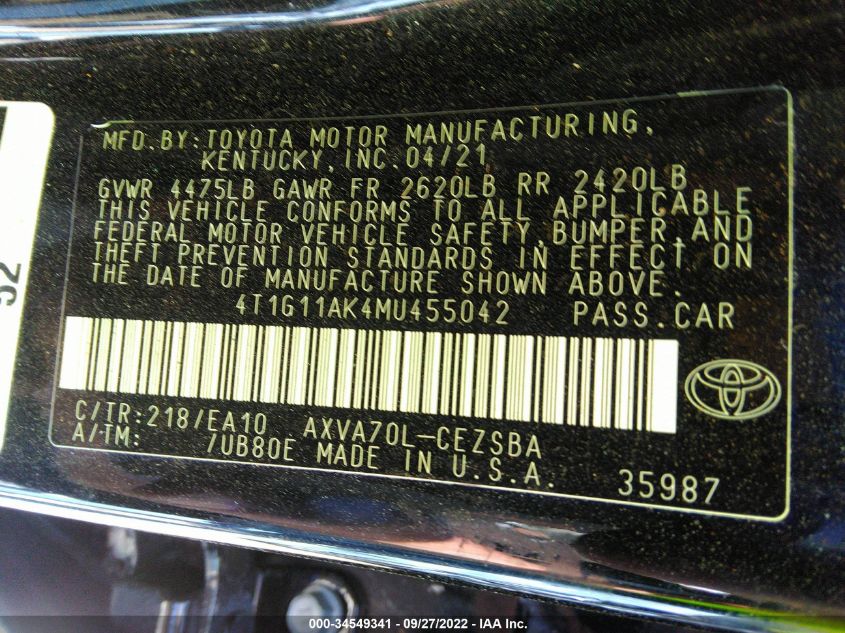 MFD.BY:TOYOTA MOTOR MANUFACTURING,
KENTUCKY,INC.04/21
GVWR 4475LB GAWR FR 2620LB RR 2420LB
THIS VEHICLE CONFORMS TO ALL APPLICABLE
FEDERAL MOTOR VEHICLE SAFETY,BUMPER,AND
THEFT PREVENTION STANDARDS IN EFFECT ON
THE DATE OF MANUFACTURE SHOWN ABOVE.
4T1G11AK4MU455042 PASS.CAR
C/TR:218/EA10 AXVA70L-CEZSBA
A/TM: /UB80E MADE IN U.S.A. 35987
52
000-34549341 - 09/27/2022 - IAA Inc.